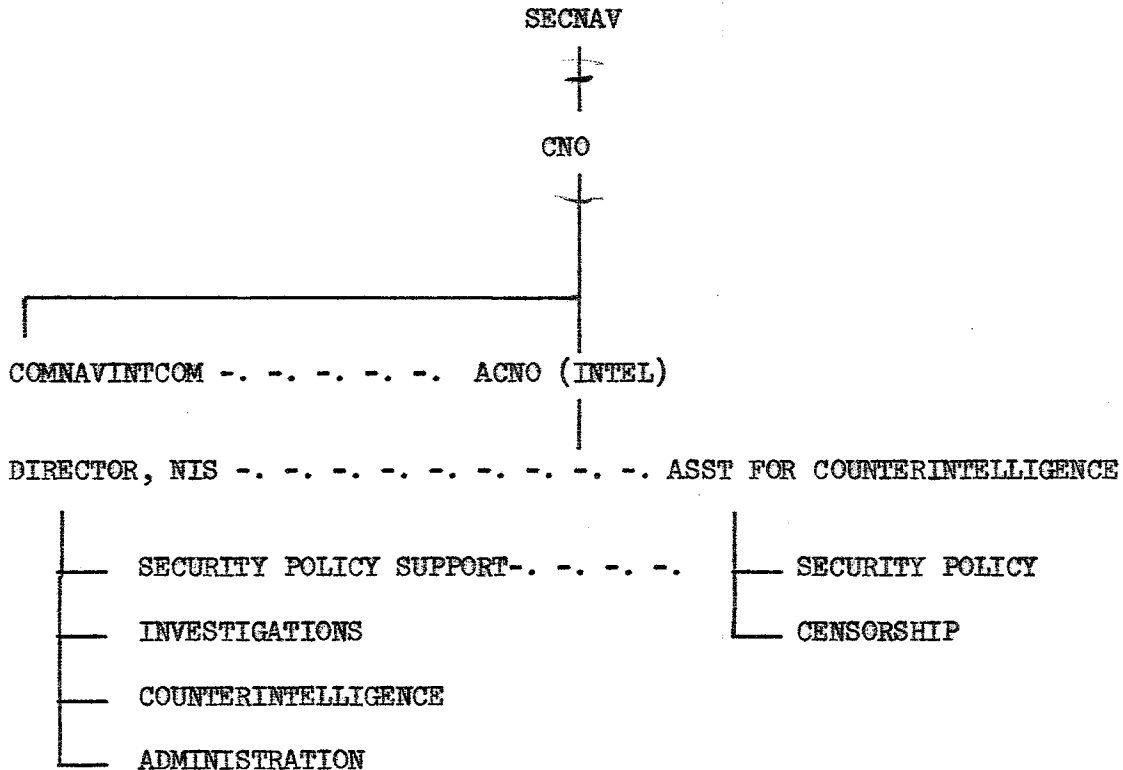 SECNAV
CNO
COMNAVINTCOM -. -. -. -. -. ACNO (INTEL)
DIRECTOR, NIS -. -. -. -. -. -. -. -. -. ASST FOR COUNTERINTELLIGENCE
SECURITY POLICY SUPPORT-. -. -. -. SECURITY POLICY
INVESTIGATIONS CENSORSHIP
COUNTERINTELLIGENCE
ADMINISTRATION